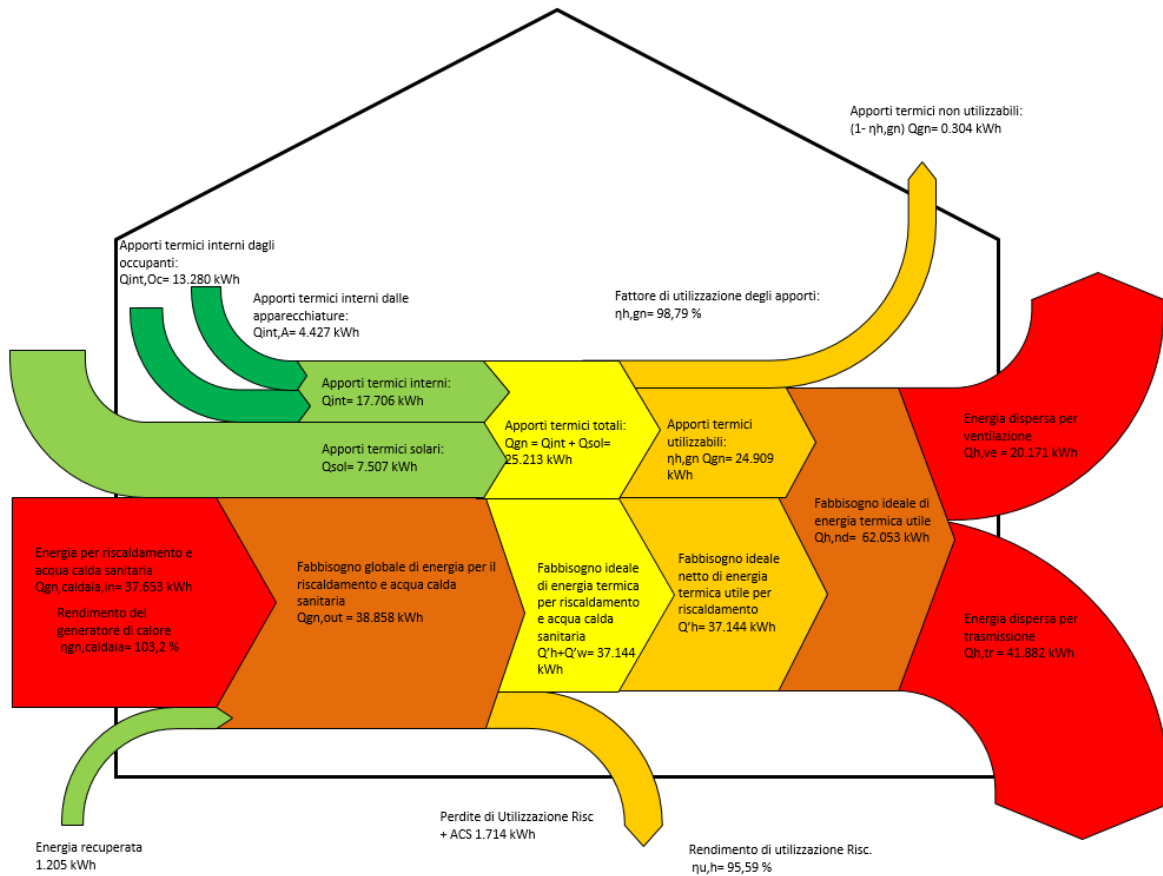 Apporti termici non utilizzabili:
(1- ηh,gn) Qgn= 0.304 kWh
Apporti termici interni dagli
occupanti:
Qint,Oc= 13.280 kWh
Apporti termici interni dalle
apparecchiature:
Qint,A= 4.427 kWh
Fattore di utilizzazione degli apporti:
ηh,gn= 98,79 %
Apporti termici interni:
Qint= 17.706 kWh
Apporti termici solari:
Qsol= 7.507 kWh
Apporti termici totali:
Qgn = Qint + Qsol=
25.213 kWh
Apporti termici
utilizzabili:
ηh,gn Qgn= 24.909
kWh
Energia dispersa per
ventilazione
Qh,ve = 20.171 kWh
Fabbisogno ideale di
energia termica utile
Qh,nd=  62.053 kWh
Energia per riscaldamento e
acqua calda sanitaria
Qgn,caldaia,in= 37.653 kWh
Rendimento del
generatore di calore
ηgn,caldaia= 103,2 %
Fabbisogno globale di energia per il
riscaldamento e acqua calda
sanitaria
Qgn,out = 38.858 kWh
Fabbisogno ideale
di energia termica
per riscaldamento
e acqua calda
sanitaria
Q'h+Q'w= 37.144
kWh
Fabbisogno ideale
netto di energia
termica utile per
riscaldamento
Q'h= 37.144 kWh
Energia dispersa per
trasmissione
Qh,tr = 41.882 kWh
Energia recuperata
1.205 kWh
Perdite di Utilizzazione Risc
+ ACS 1.714 kWh
Rendimento di utilizzazione Risc.
ηu,h= 95,59 %